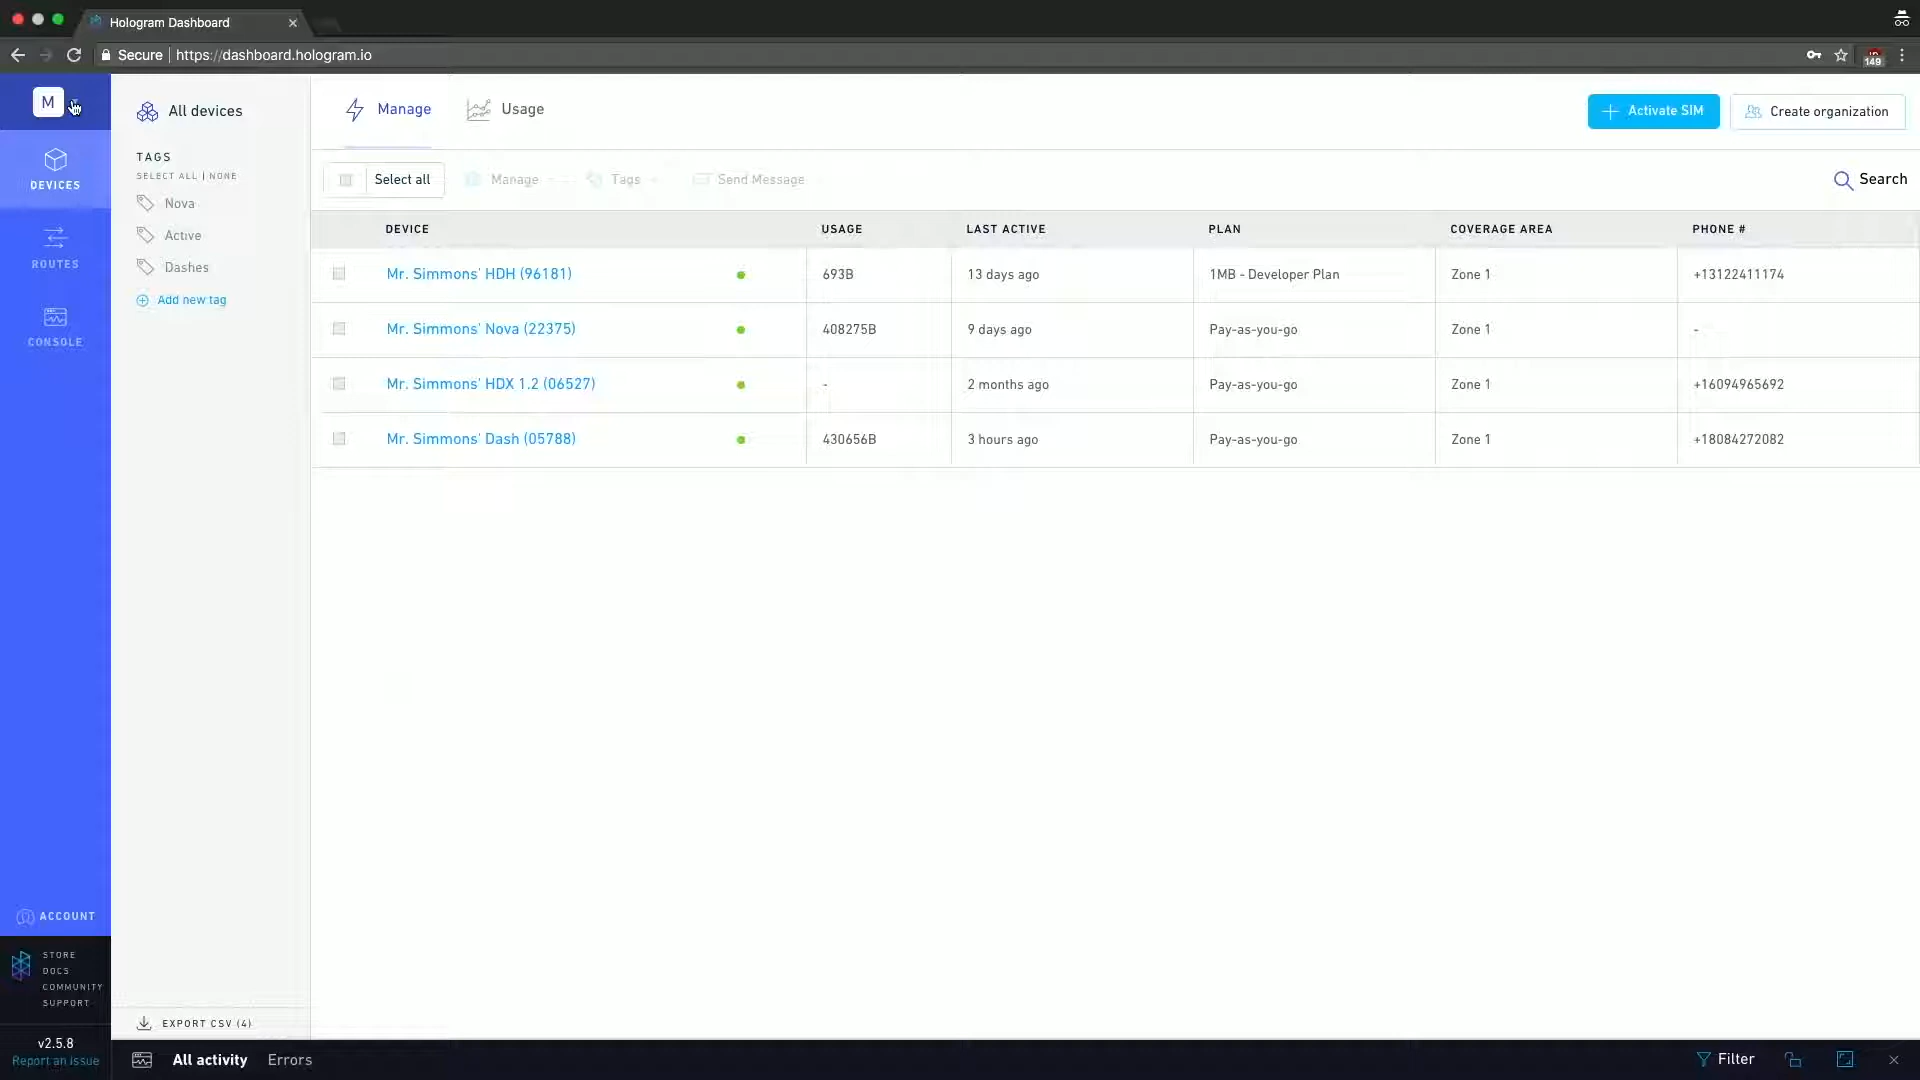 Hologram Dashboard
Secure https://dashboard.hologram.io
149
M
DEVICES
ROUTES
CONSOLE
ACCOUNT
STORE
DOCS
COMMUNITY
SUPPORT
v2.5.8
Report an issue
All devices
TAGS
SELECT ALL | NONE
Nova
Active
Dashes
Add new tag
EXPORT CSV (4)
Manage Usage
Activate SIM Create organization
Select all Manage Tags Send Message Search
DEVICE USAGE LAST ACTIVE PLAN COVERAGE AREA PHONE #
Mr. Simmons' HDH (96181) 693B 13 days ago 1MB - Developer Plan Zone 1 +13122411174
Mr. Simmons' Nova (22375) 408275B 9 days ago Pay-as-you-go Zone 1 -
Mr. Simmons' HDX 1.2 (06527) - 2 months ago Pay-as-you-go Zone 1 +16094965692
Mr. Simmons' Dash (05788) 430656B 3 hours ago Pay-as-you-go Zone 1 +18084272082
All activity Errors Filter